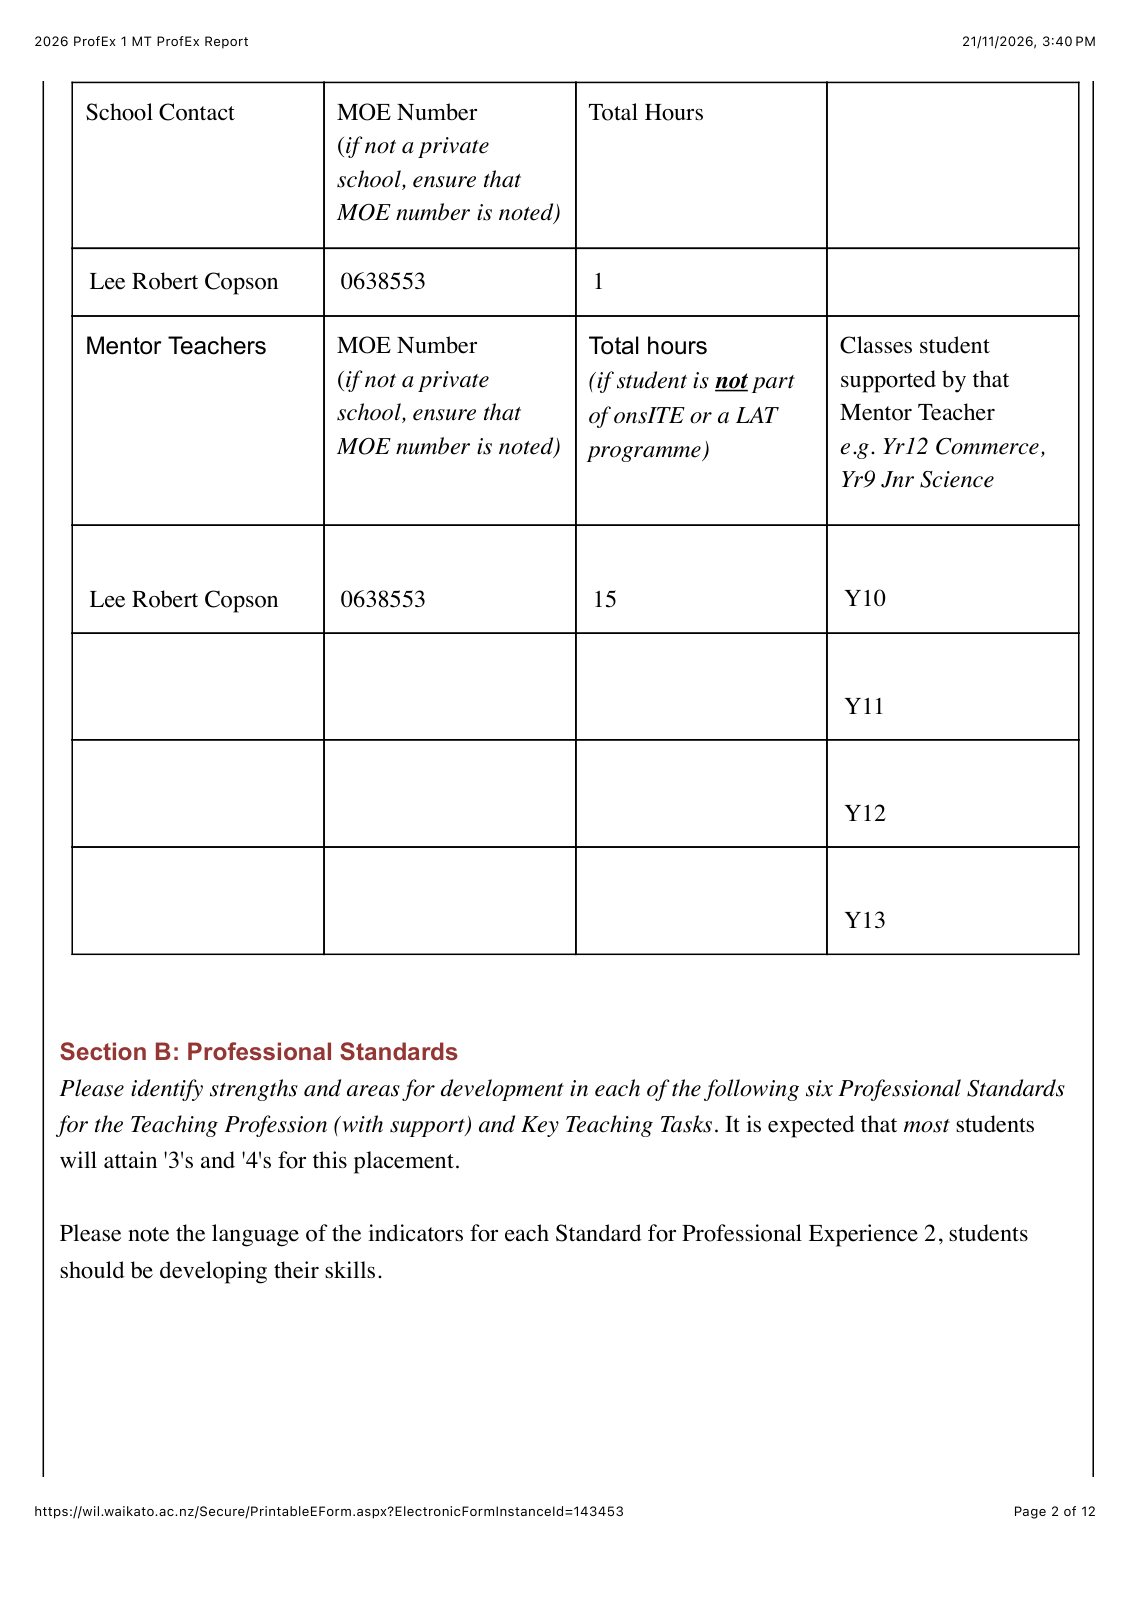 2026 ProfEx 1 MT ProfEx Report
21/11/2026, 3:40 PM
School Contact
MOE Number
(if not a private
school, ensure that
MOE number is noted)
Total Hours
Lee Robert Copson
0638553
1
Mentor Teachers
MOE Number
(if not a private
school, ensure that
MOE number is noted)
Total hours
(if student is not part
of onsITE or a LAT
programme)
Classes student
supported by that
Mentor Teacher
e.g. Yr12 Commerce,
Yr9 Jnr Science
Lee Robert Copson
0638553
15
Y10
Y11
Y12
Y13
Section B: Professional Standards
Please identify strengths and areas for development in each of the following six Professional Standards
for the Teaching Profession (with support) and Key Teaching Tasks. It is expected that most students
will attain '3's and '4's for this placement.
Please note the language of the indicators for each Standard for Professional Experience 2, students
should be developing their skills.
https://wil.waikato.ac.nz/Secure/PrintableEForm.aspx?ElectronicFormInstanceId=143453
Page 2 of 12